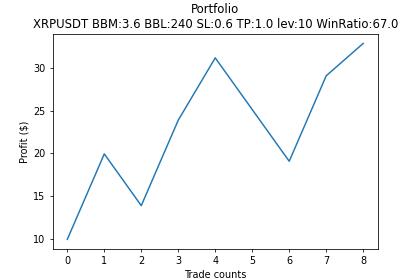 Portfolio
XRPUSDT BBM:3.6 BBL:240 SL:0.6 TP:1.0 lev:10 WinRatio:67.0
Profit ($)
30
25
20
15
10
0 1 2 3 4 5 6 7 8
Trade counts